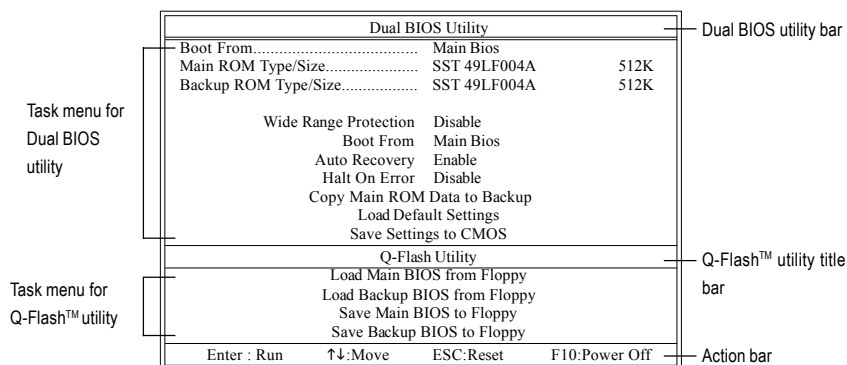 Dual BIOS Utility
Dual BIOS utility bar
Boot From..................................... Main Bios
Main ROM Type/Size..................... SST 49LF004A 512K
Backup ROM Type/Size................. SST 49LF004A 512K
Task menu for
Dual BIOS
utility
Wide Range Protection Disable
Boot From Main Bios
Auto Recovery Enable
Halt On Error Disable
Copy Main ROM Data to Backup
Load Default Settings
Save Settings to CMOS
Q-Flash Utility
Q-Flash™ utility title
bar
Task menu for
Q-Flash™ utility
Load Main BIOS from Floppy
Load Backup BIOS from Floppy
Save Main BIOS to Floppy
Save Backup BIOS to Floppy
Enter : Run ↑↓:Move ESC:Reset F10:Power Off
Action bar